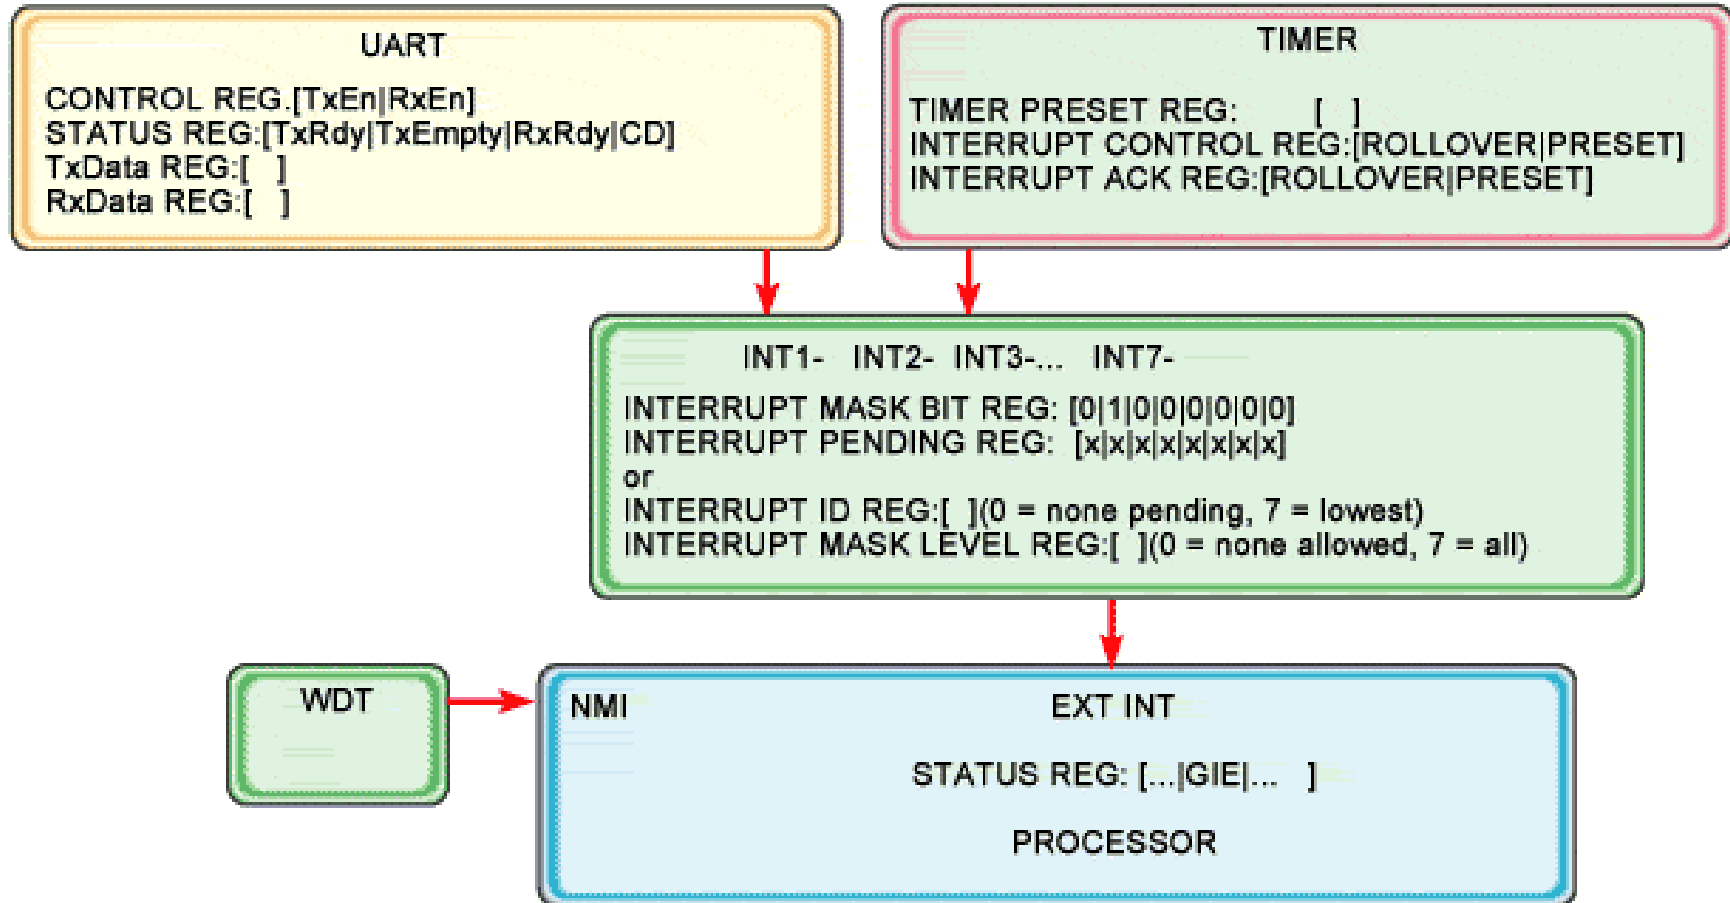 UART
CONTROL REG.[TxEn|RxEn]
STATUS REG:[TxRdy|TxEmpty|RxRdy|CD]
TxData REG:[ ]
RxData REG:[ ]
TIMER
TIMER PRESET REG: [ ]
INTERRUPT CONTROL REG:[ROLLOVER|PRESET]
INTERRUPT ACK REG:[ROLLOVER|PRESET]
INT1- INT2- INT3-... INT7-
INTERRUPT MASK BIT REG: [0|1|0|0|0|0|0|0]
INTERRUPT PENDING REG: [x|x|x|x|x|x|x|x]
or
INTERRUPT ID REG:[ ](0 = none pending, 7 = lowest)
INTERRUPT MASK LEVEL REG:[ ](0 = none allowed, 7 = all)
WDT
NMI EXT INT
STATUS REG: [...|GIE|... ]
PROCESSOR